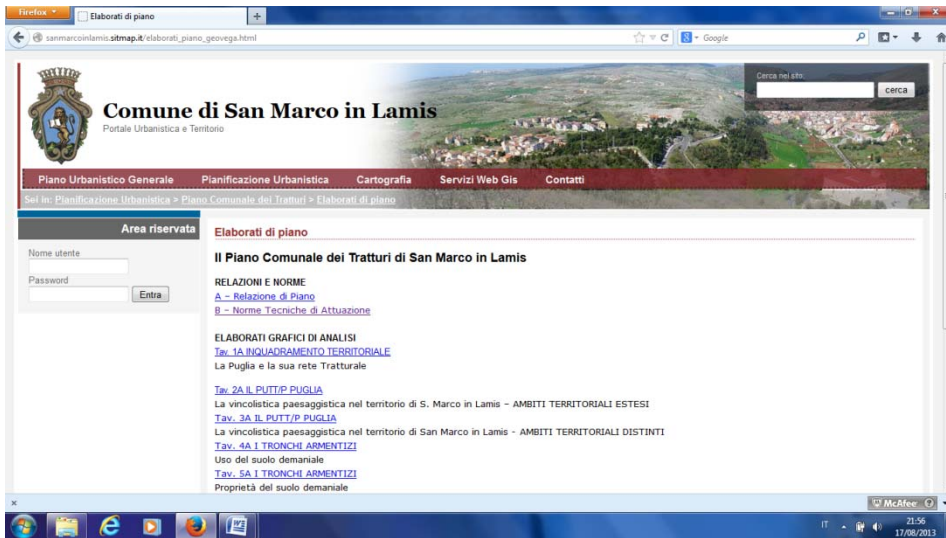 Firefox
Elaborati di piano
sanmarcoinlamis.sitmap.it/elaborati_piano_geovega.html
Google
Comune di San Marco in Lamis
Portale Urbanistica e Territorio
Cerca nel sito:
cerca
Piano Urbanistico Generale Pianificazione Urbanistica Cartografia Servizi Web Gis Contatti
Sei in: Pianificazione Urbanistica > Piano Comunale dei Tratturi > Elaborati di piano
Area riservata
Nome utente
Password
Entra
Elaborati di piano
Il Piano Comunale dei Tratturi di San Marco in Lamis
RELAZIONI E NORME
A – Relazione di Piano
B – Norme Tecniche di Attuazione
ELABORATI GRAFICI DI ANALISI
Tav. 1A INQUADRAMENTO TERRITORIALE
La Puglia e la sua rete Tratturale
Tav. 2A IL PUTT/P PUGLIA
La vincolistica paesaggistica nel territorio di S. Marco in Lamis – AMBITI TERRITORIALI ESTESI
Tav. 3A IL PUTT/P PUGLIA
La vincolistica paesaggistica nel territorio di San Marco in Lamis - AMBITI TERRITORIALI DISTINTI
Tav. 4A I TRONCHI ARMENTIZI
Uso del suolo demaniale
Tav. 5A I TRONCHI ARMENTIZI
Proprietà del suolo demaniale
McAfee
IT
21:56
17/08/2013